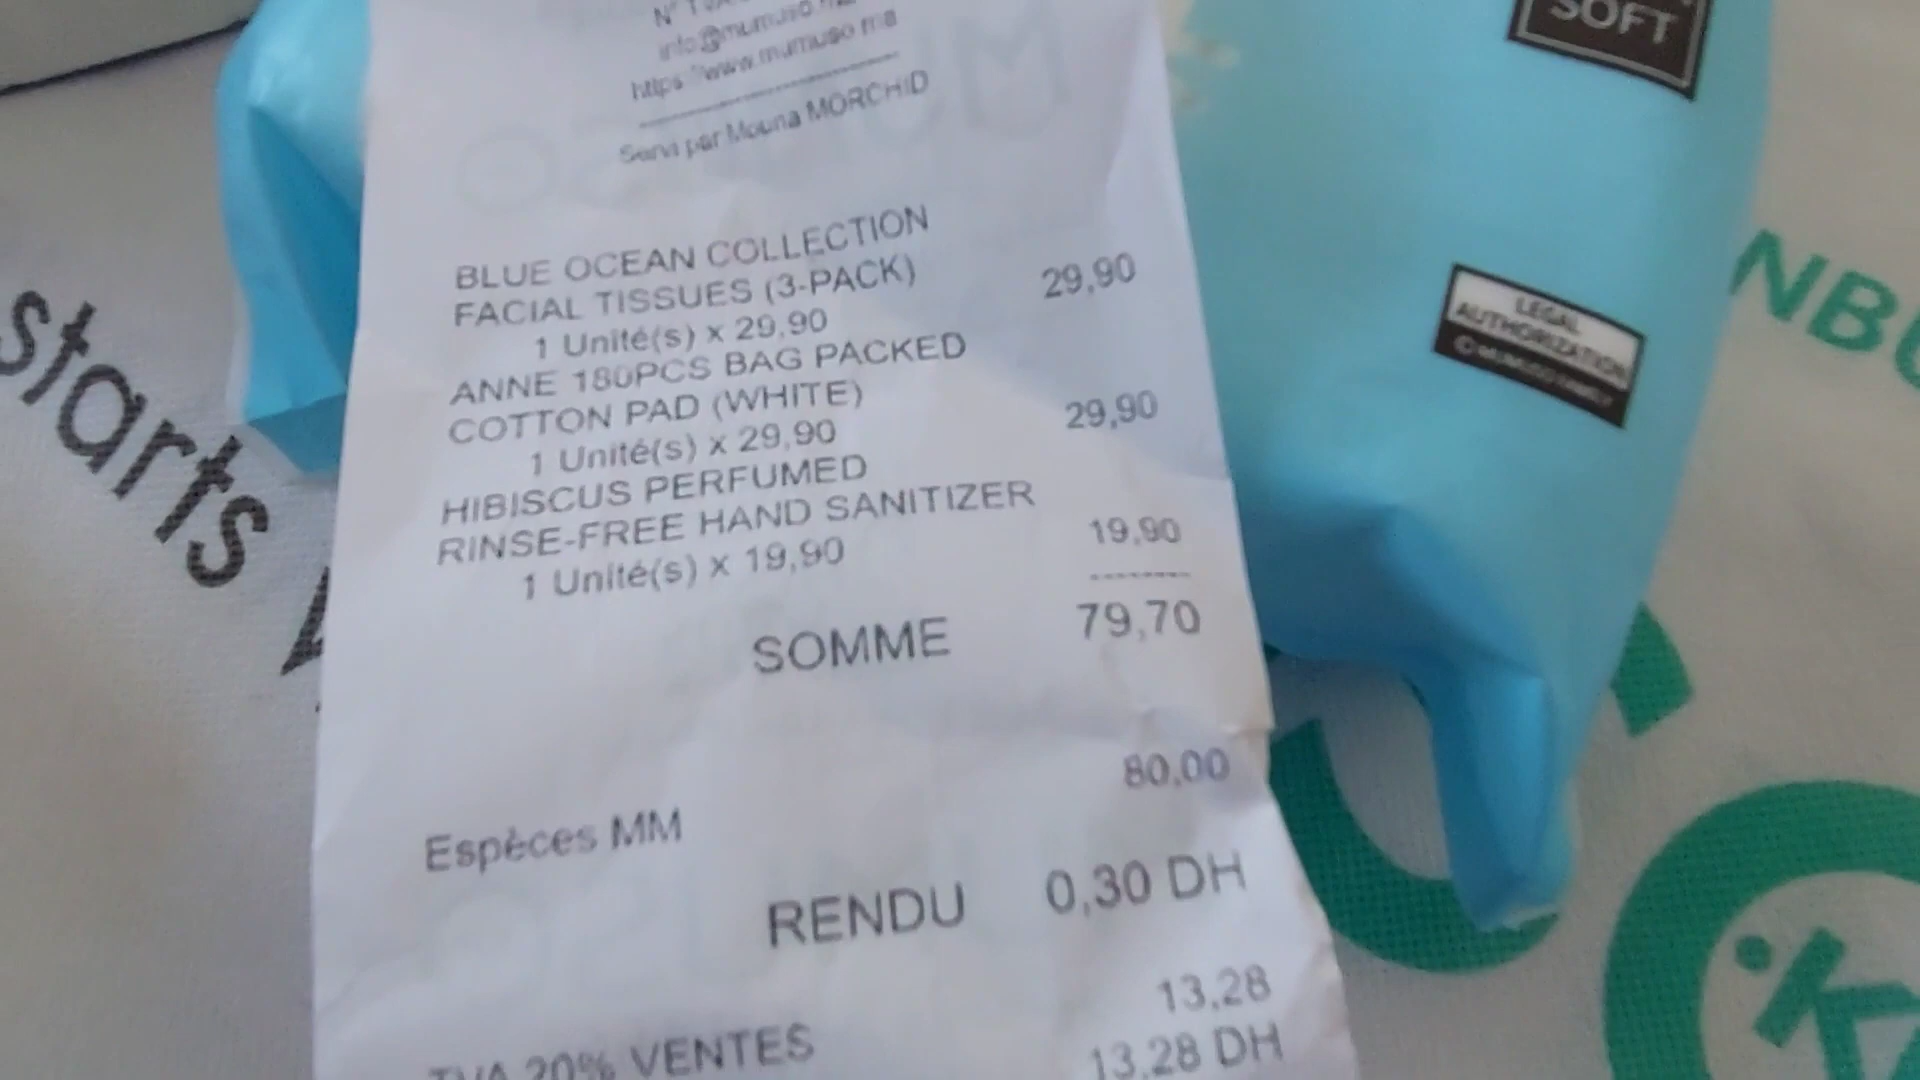 N° TVA
info@mumuso.ma
https://www.mumuso.ma
Servi par Mouna MORCHID
BLUE OCEAN COLLECTION
FACIAL TISSUES (3-PACK) 29,90
1 Unité(s) x 29,90
ANNE 180PCS BAG PACKED
COTTON PAD (WHITE) 29,90
1 Unité(s) x 29,90
HIBISCUS PERFUMED
RINSE-FREE HAND SANITIZER 19,90
1 Unité(s) x 19,90
--------
SOMME 79,70
80,00
Espèces MM
RENDU 0,30 DH
13,28
TVA 20% VENTES 13,28 DH
SOFT
LEGAL
AUTHORIZATION
starts
NB